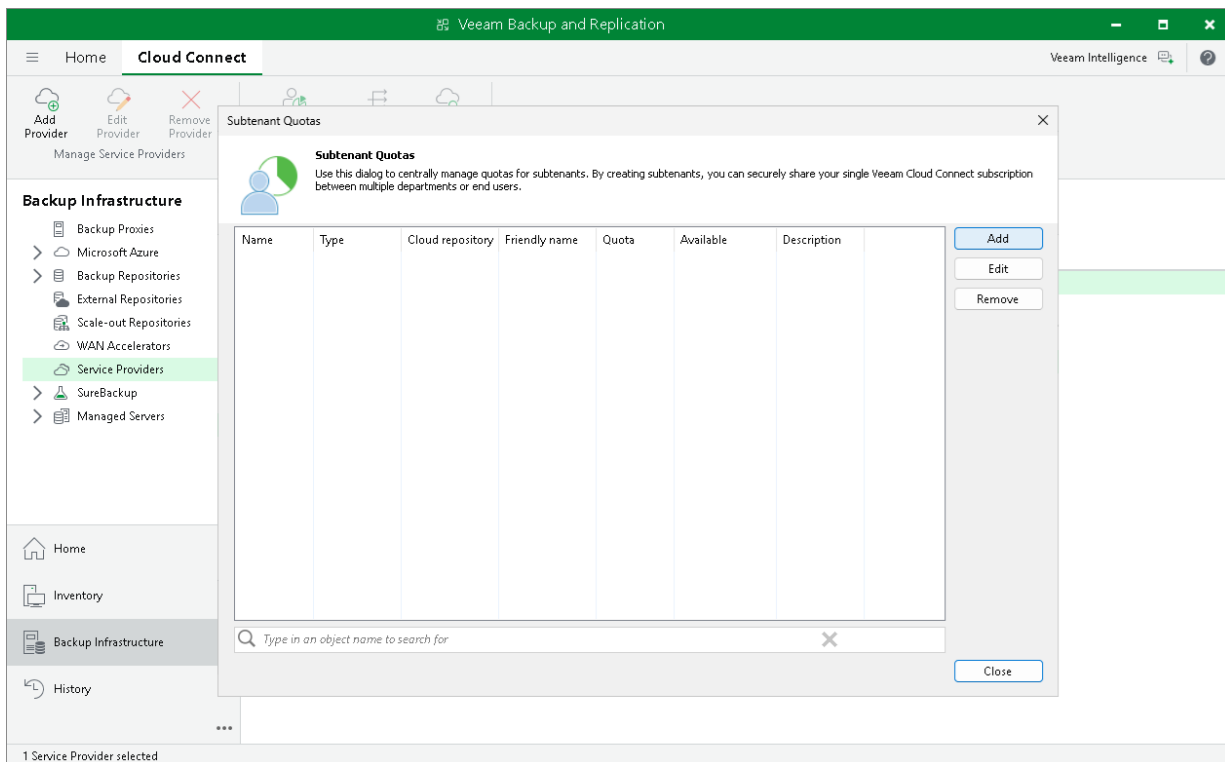 Veeam Backup and Replication
Home
Cloud Connect
Veeam Intelligence
Add
Provider
Edit
Provider
Remove
Provider
Manage Service Providers
Subtenant Quotas
Subtenant Quotas
Use this dialog to centrally manage quotas for subtenants. By creating subtenants, you can securely share your single Veeam Cloud Connect subscription
between multiple departments or end users.
Backup Infrastructure
Backup Proxies
Microsoft Azure
Backup Repositories
External Repositories
Scale-out Repositories
WAN Accelerators
Service Providers
SureBackup
Managed Servers
Name Type Cloud repository Friendly name Quota Available Description
Add
Edit
Remove
Type in an object name to search for
Close
Home
Inventory
Backup Infrastructure
History
1 Service Provider selected